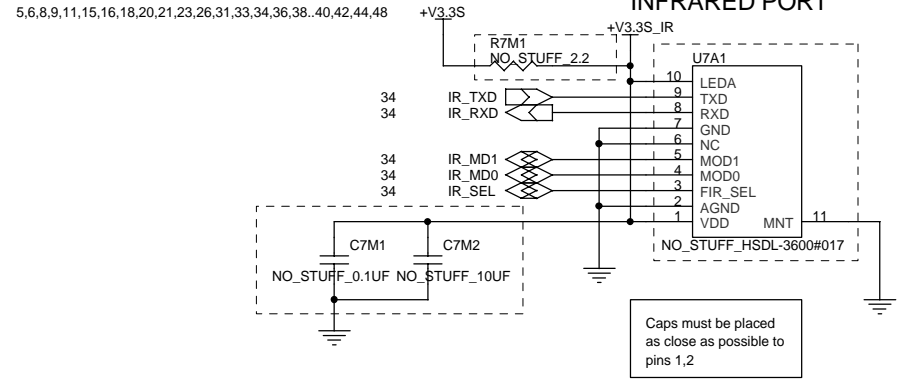 INFRARED PORT
5,6,8,9,11,15,16,18,20,21,23,26,31,33,34,36,38..40,42,44,48
+V3.3S
+V3.3S_IR
R7M1
NO_STUFF_2.2
U7A1
10 LEDA
34 IR_TXD 9 TXD
34 IR_RXD 8 RXD
7 GND
6 NC
34 IR_MD1 5 MOD1
34 IR_MD0 4 MOD0
34 IR_SEL 3 FIR_SEL
2 AGND
1 VDD MNT 11
NO_STUFF_HSDL-3600#017
C7M1 C7M2
NO_STUFF_0.1UF NO_STUFF_10UF
Caps must be placed
as close as possible to
pins 1,2